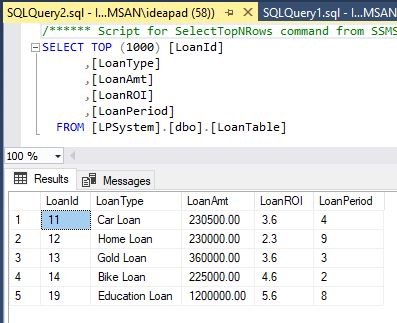 SQLQuery2.sql - I...MSAN\ideapad (58)) SQLQuery1.sql - I...MSAN
/****** Script for SelectTopNRows command from SSMS
SELECT TOP (1000) [LoanId]
,[LoanType]
,[LoanAmt]
,[LoanROI]
,[LoanPeriod]
FROM [LPSystem].[dbo].[LoanTable]
100 %
Results Messages
LoanId LoanType LoanAmt LoanROI LoanPeriod
1 11 Car Loan 230500.00 3.6 4
2 12 Home Loan 230000.00 2.3 9
3 13 Gold Loan 360000.00 3.6 3
4 14 Bike Loan 225000.00 4.6 2
5 19 Education Loan 1200000.00 5.6 8